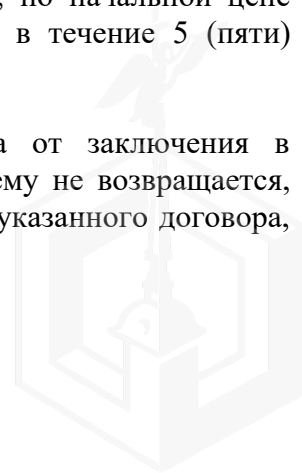 , по начальной цене
в течение 5 (пяти)
а от заключения в
ему не возвращается,
указанного договора,